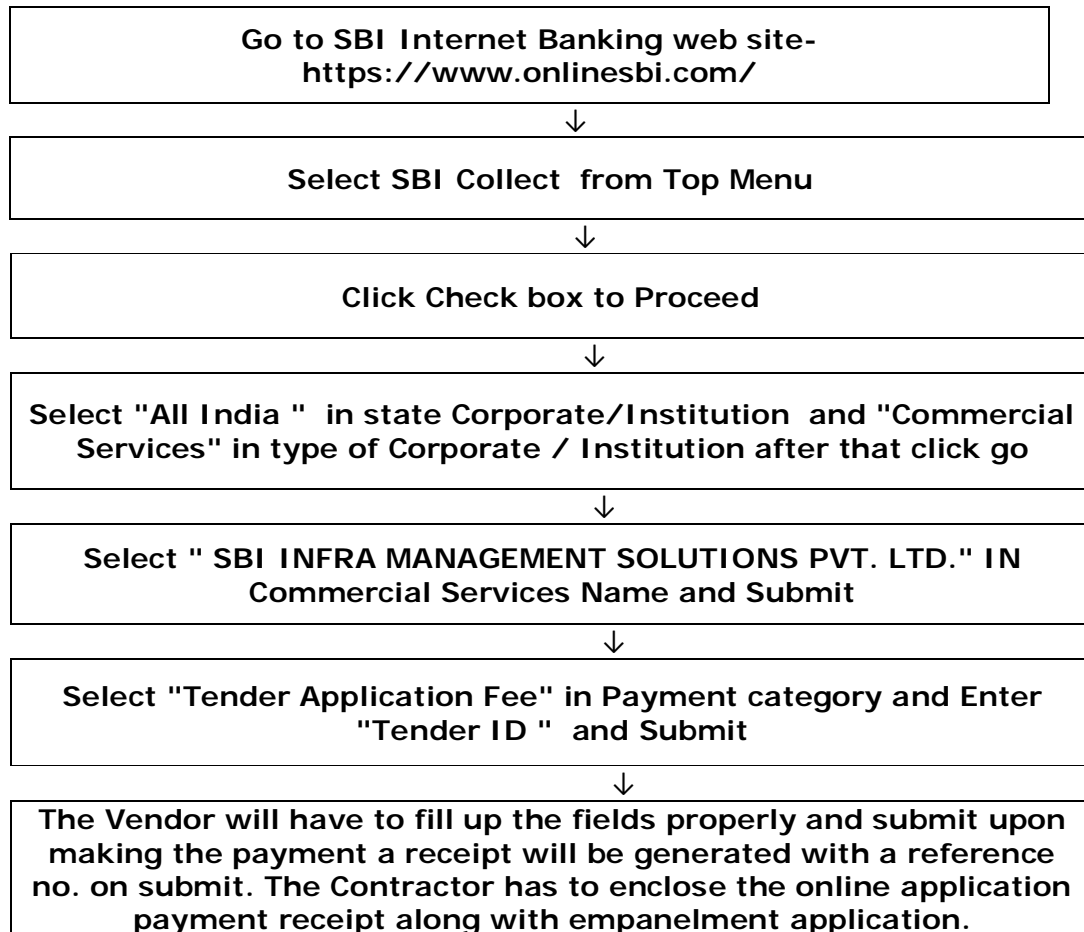 Go to SBI Internet Banking web site-
https://www.onlinesbi.com/
↓
Select SBI Collect from Top Menu
↓
Click Check box to Proceed
↓
Select "All India " in state Corporate/Institution and "Commercial
Services" in type of Corporate / Institution after that click go
↓
Select " SBI INFRA MANAGEMENT SOLUTIONS PVT. LTD." IN
Commercial Services Name and Submit
↓
Select "Tender Application Fee" in Payment category and Enter
"Tender ID " and Submit
↓
The Vendor will have to fill up the fields properly and submit upon
making the payment a receipt will be generated with a reference
no. on submit. The Contractor has to enclose the online application
payment receipt along with empanelment application.